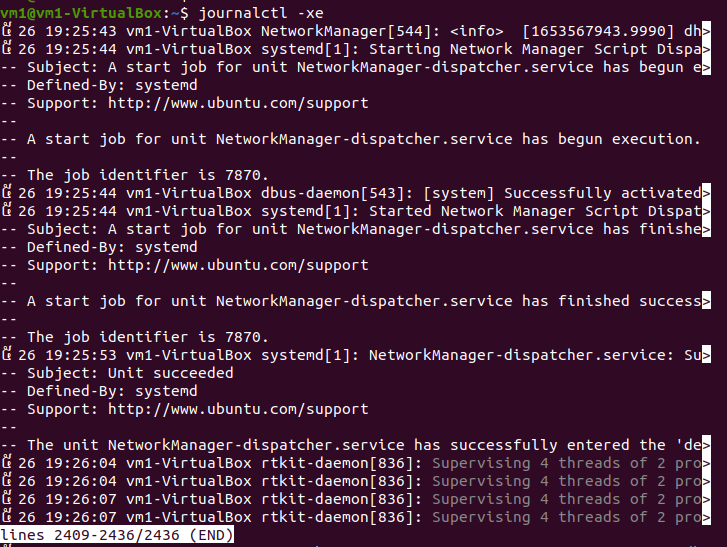 vm1@vm1-VirtualBox:~$ journalctl -xe
26 19:25:43 vm1-VirtualBox NetworkManager[544]: <info>  [1653567943.9990] dh>
26 19:25:44 vm1-VirtualBox systemd[1]: Starting Network Manager Script Dispa>
-- Subject: A start job for unit NetworkManager-dispatcher.service has begun e>
-- Defined-By: systemd
-- Support: http://www.ubuntu.com/support
--
-- A start job for unit NetworkManager-dispatcher.service has begun execution.
--
-- The job identifier is 7870.
26 19:25:44 vm1-VirtualBox dbus-daemon[543]: [system] Successfully activated>
26 19:25:44 vm1-VirtualBox systemd[1]: Started Network Manager Script Dispat>
-- Subject: A start job for unit NetworkManager-dispatcher.service has finishe>
-- Defined-By: systemd
-- Support: http://www.ubuntu.com/support
--
-- A start job for unit NetworkManager-dispatcher.service has finished success>
--
-- The job identifier is 7870.
26 19:25:53 vm1-VirtualBox systemd[1]: NetworkManager-dispatcher.service: Su>
-- Subject: Unit succeeded
-- Defined-By: systemd
-- Support: http://www.ubuntu.com/support
--
-- The unit NetworkManager-dispatcher.service has successfully entered the 'de>
26 19:26:04 vm1-VirtualBox rtkit-daemon[836]: Supervising 4 threads of 2 pro>
26 19:26:04 vm1-VirtualBox rtkit-daemon[836]: Supervising 4 threads of 2 pro>
26 19:26:07 vm1-VirtualBox rtkit-daemon[836]: Supervising 4 threads of 2 pro>
26 19:26:07 vm1-VirtualBox rtkit-daemon[836]: Supervising 4 threads of 2 pro>
lines 2409-2436/2436 (END)